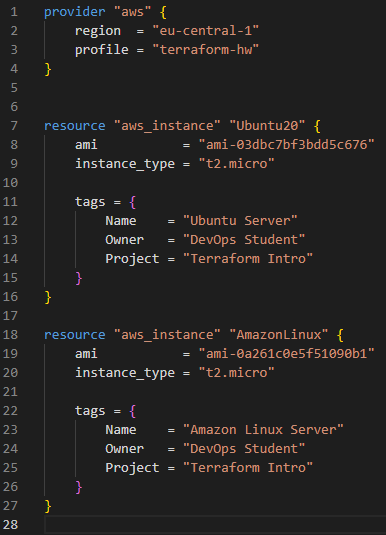 1 provider "aws" {
2     region  = "eu-central-1"
3     profile = "terraform-hw"
4 }
5
6
7 resource "aws_instance" "Ubuntu20" {
8     ami           = "ami-03dbc7bf3bdd5c676"
9     instance_type = "t2.micro"
10
11     tags = {
12         Name    = "Ubuntu Server"
13         Owner   = "DevOps Student"
14         Project = "Terraform Intro"
15     }
16 }
17
18 resource "aws_instance" "AmazonLinux" {
19     ami           = "ami-0a261c0e5f51090b1"
20     instance_type = "t2.micro"
21
22     tags = {
23         Name    = "Amazon Linux Server"
24         Owner   = "DevOps Student"
25         Project = "Terraform Intro"
26     }
27 }
28